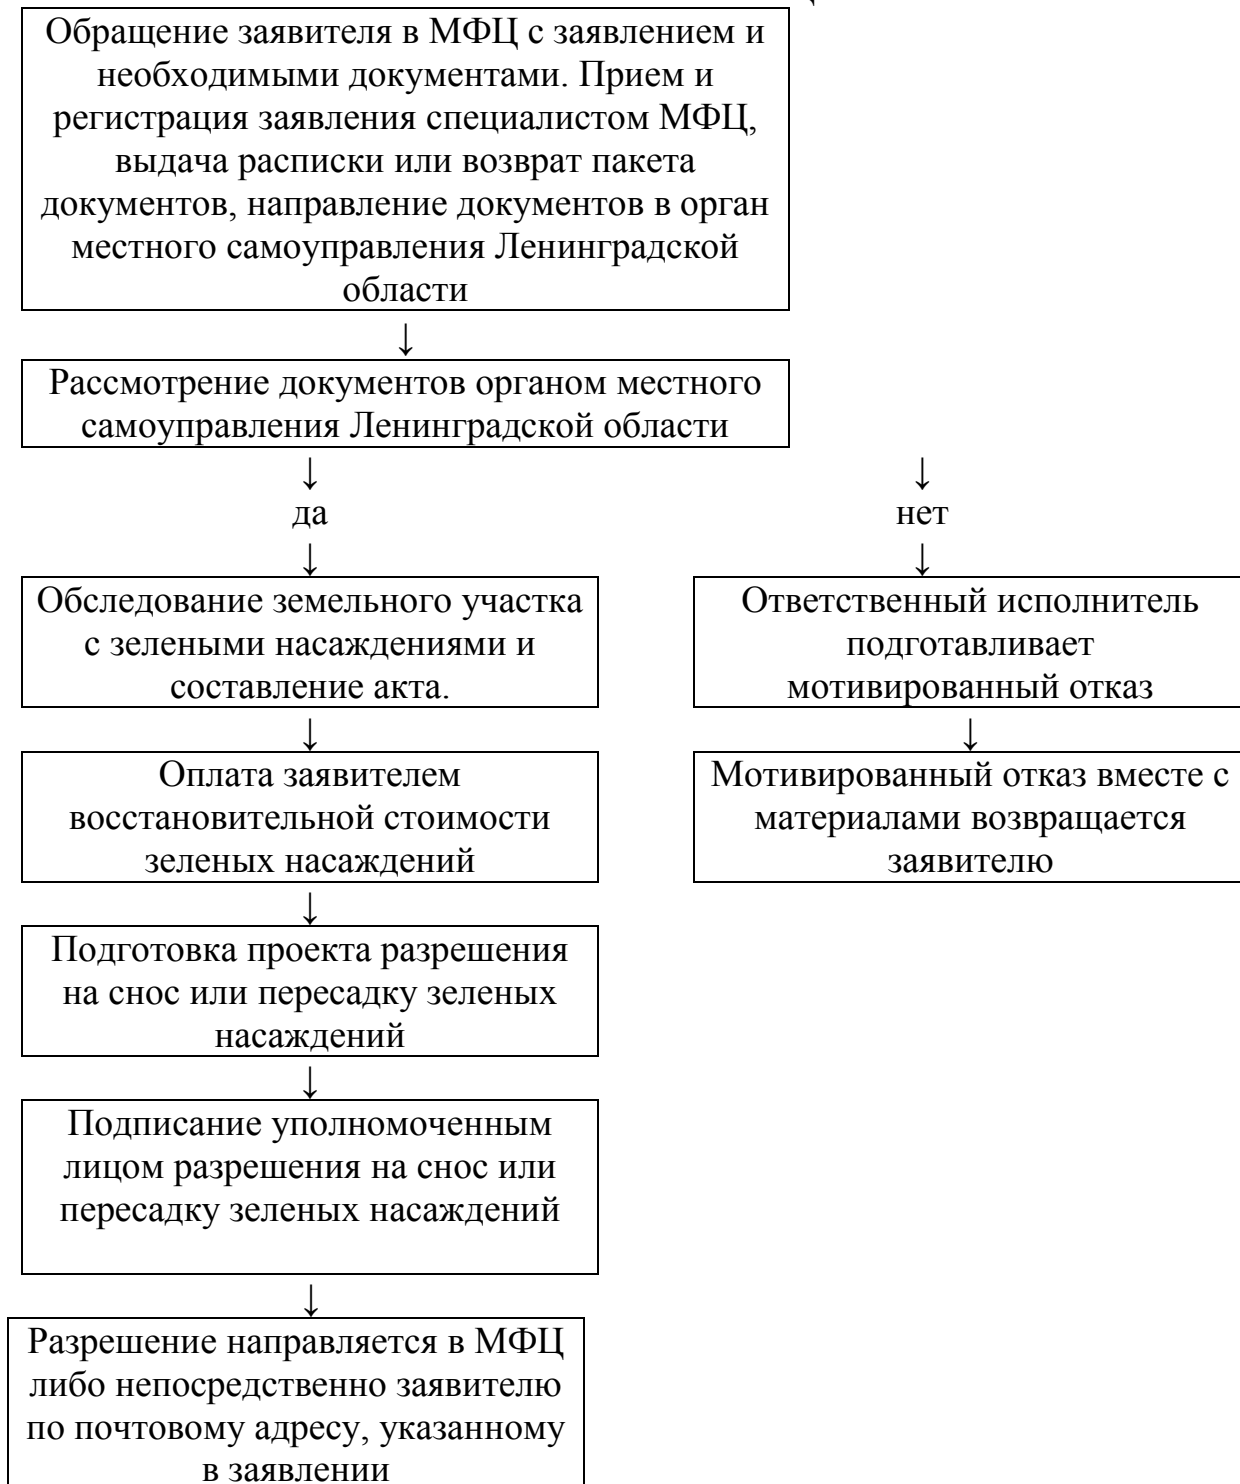 Обращение заявителя в МФЦ с заявлением и
необходимыми документами. Прием и
регистрация заявления специалистом МФЦ,
выдача расписки или возврат пакета
документов, направление документов в орган
местного самоуправления Ленинградской
области
↓
Рассмотрение документов органом местного
самоуправления Ленинградской области
↓ ↓
да нет
↓ ↓
Обследование земельного участка
с зелеными насаждениями и
составление акта.
Ответственный исполнитель
подготавливает
мотивированный отказ
↓ ↓
Оплата заявителем
восстановительной стоимости
зеленых насаждений
Мотивированный отказ вместе с
материалами возвращается
заявителю
↓
Подготовка проекта разрешения
на снос или пересадку зеленых
насаждений
↓
Подписание уполномоченным
лицом разрешения на снос или
пересадку зеленых насаждений
↓
Разрешение направляется в МФЦ
либо непосредственно заявителю
по почтовому адресу, указанному
в заявлении